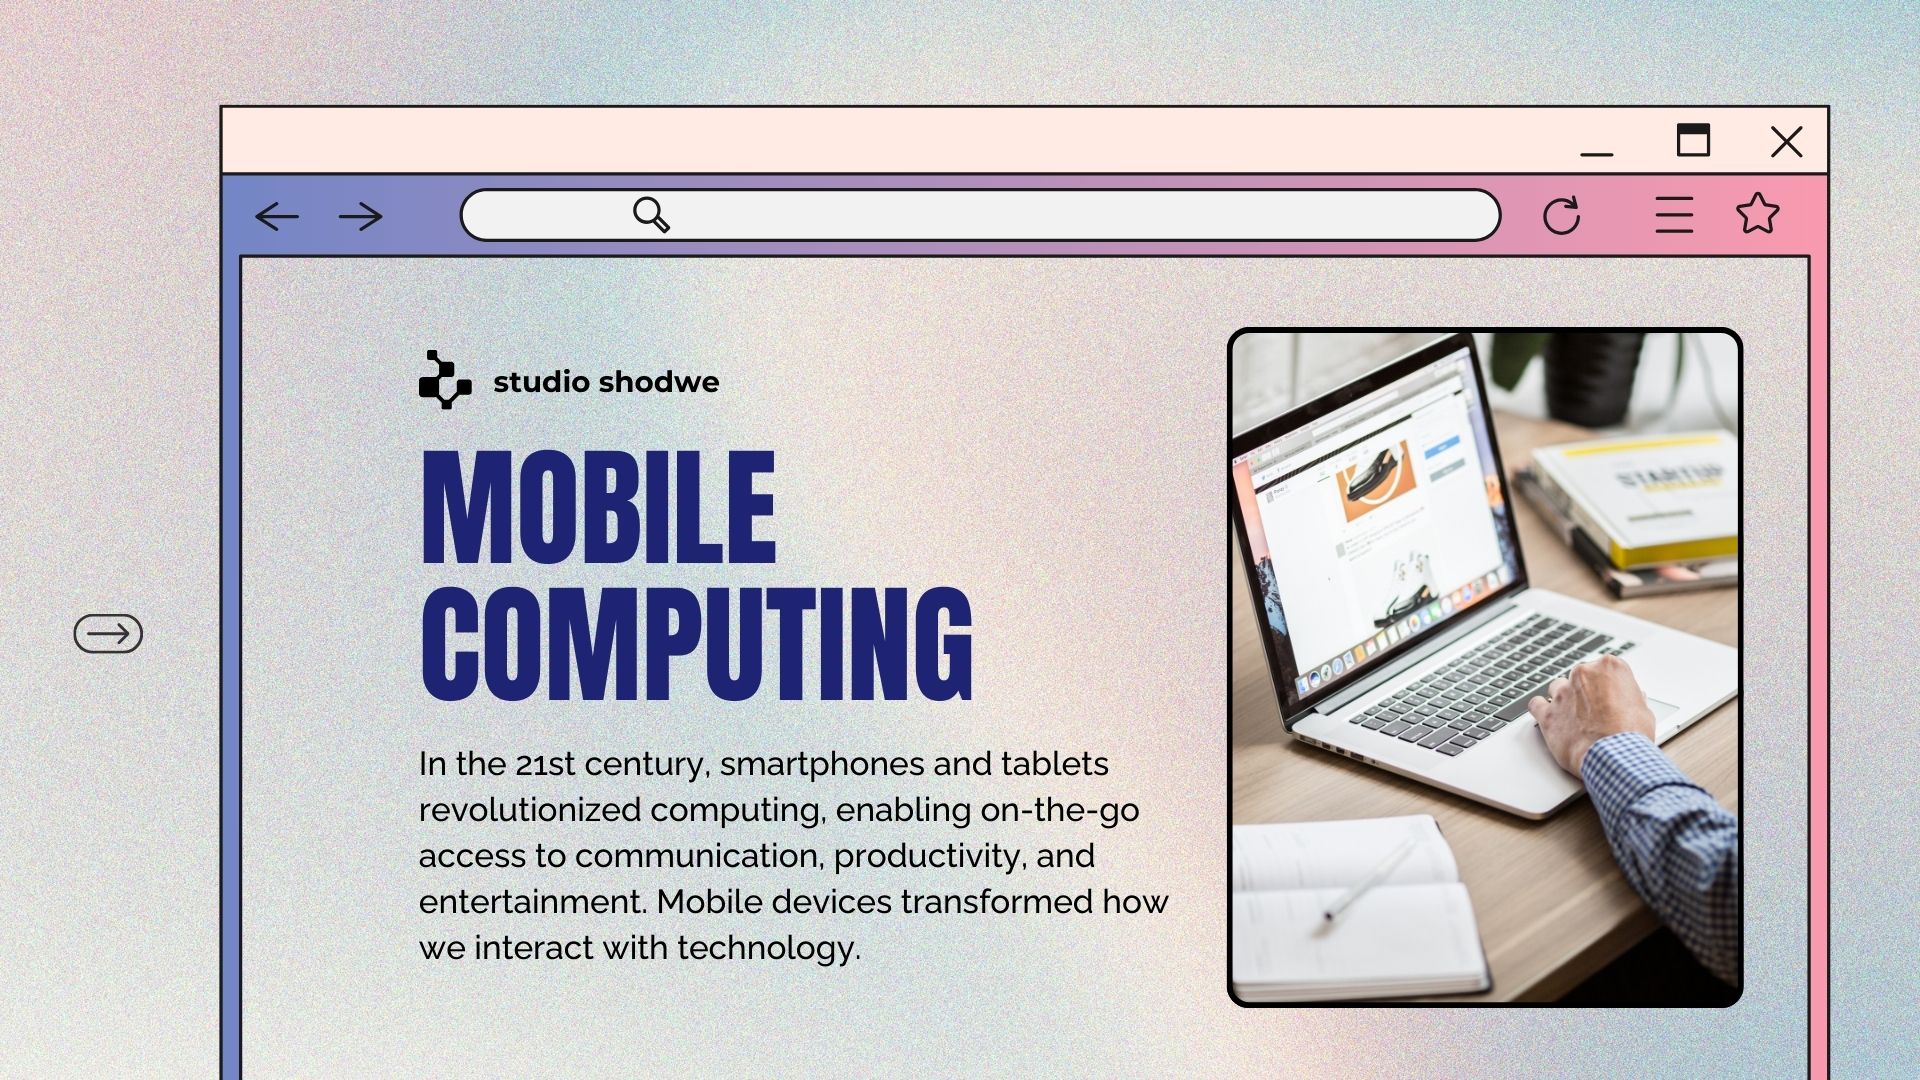 studio shodwe
MOBILE
COMPUTING
In the 21st century, smartphones and tablets
revolutionized computing, enabling on-the-go
access to communication, productivity, and
entertainment. Mobile devices transformed how
we interact with technology.
STARTUP